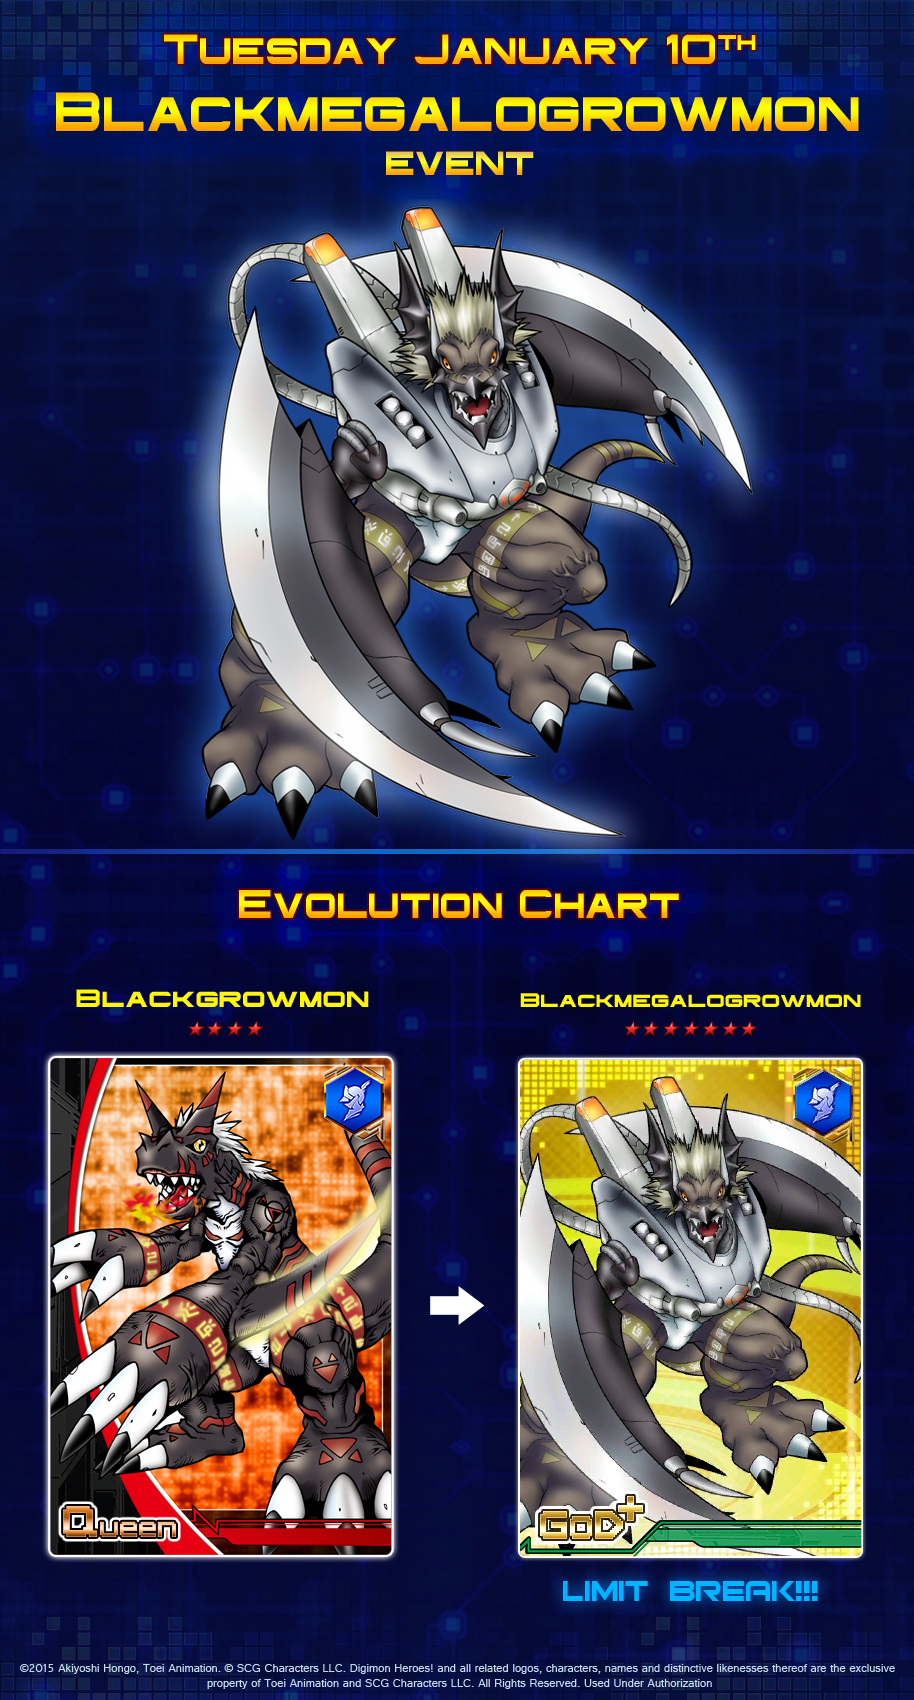 Tuesday January 10th
Blackmegalogrowmon
event
Evolution Chart
Blackgrowmon
Blackmegalogrowmon
Queen
GoD+
LIMIT BREAK!!!
©2015 Akiyoshi Hongo, Toei Animation. © SCG Characters LLC. Digimon Heroes! and all related logos, characters, names and distinctive likenesses thereof are the exclusive
property of Toei Animation and SCG Characters LLC. All Rights Reserved. Used Under Authorization